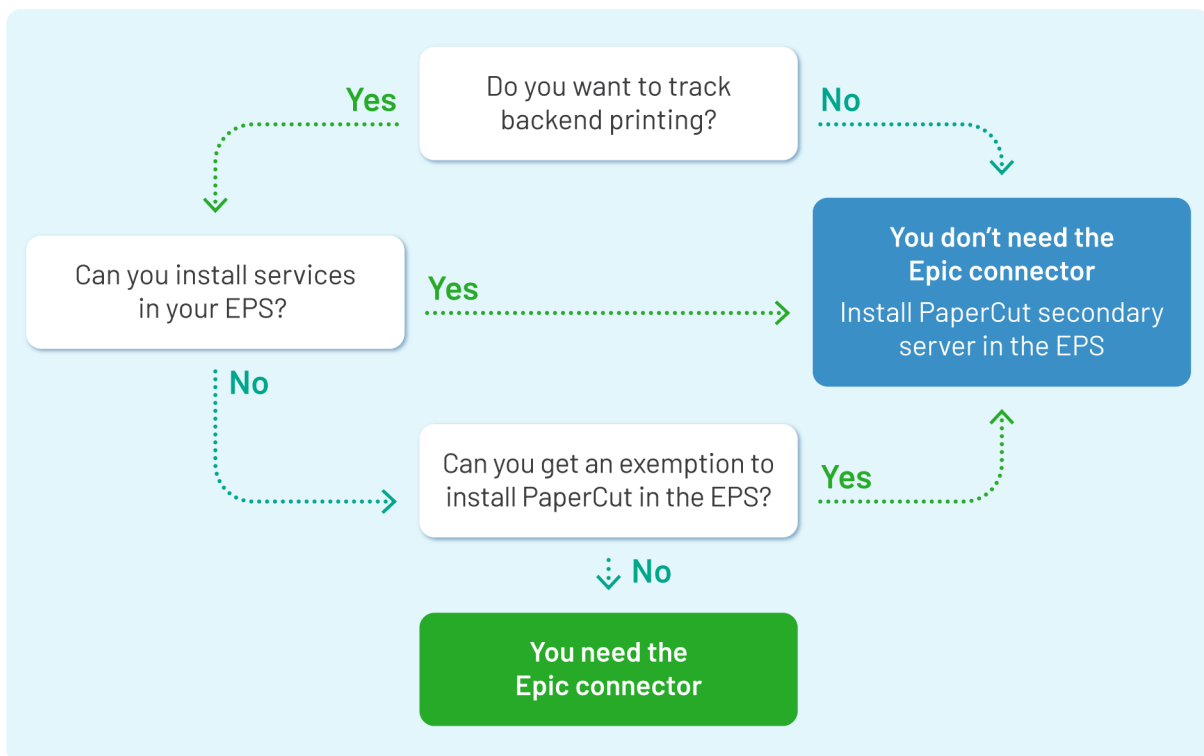 Do you want to track
backend printing?
Yes
No
Can you install services
in your EPS?
Yes
You don’t need the
Epic connector
Install PaperCut secondary
server in the EPS
No
Can you get an exemption to
install PaperCut in the EPS?
Yes
No
You need the
Epic connector